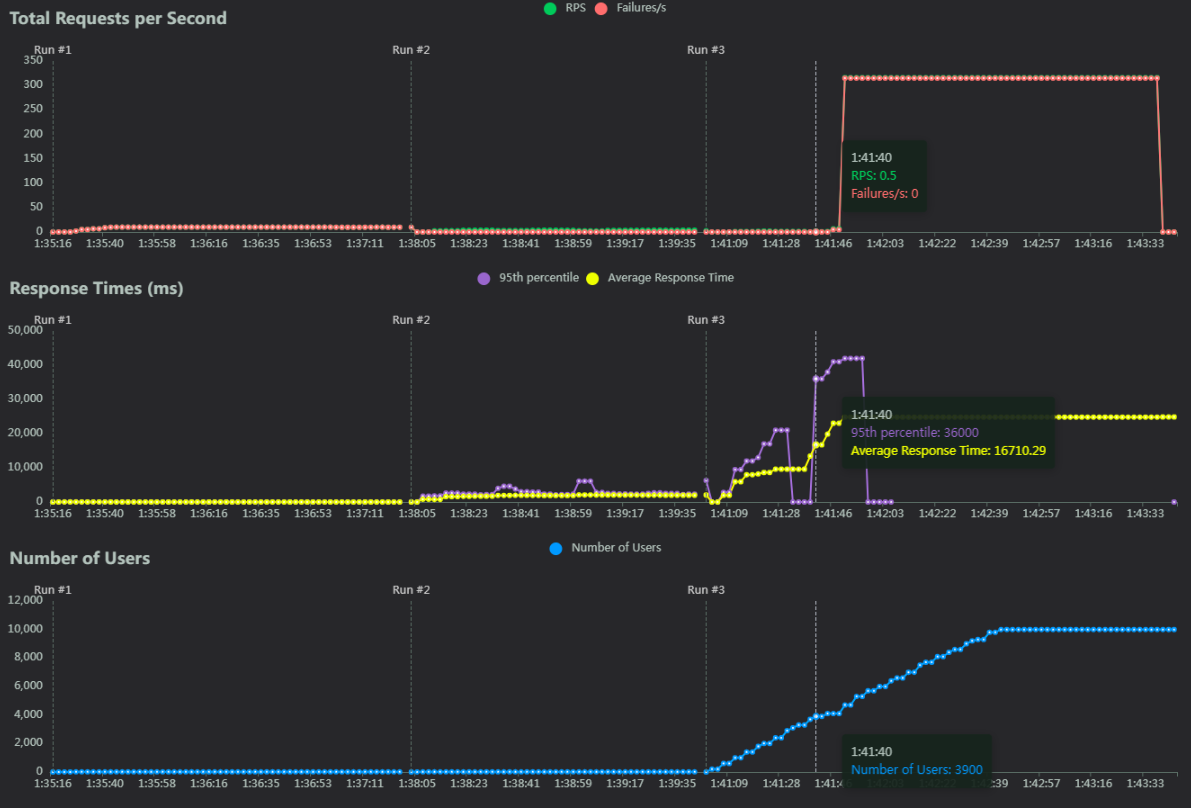 Total Requests per Second
RPS Failures/s
Run #1 Run #2 Run #3
350
300
250
200
150
100
50
0
1:41:40
RPS: 0.5
Failures/s: 0
1:35:16 1:35:40 1:35:58 1:36:16 1:36:35 1:36:53 1:37:11 1:38:05 1:38:23 1:38:41 1:38:59 1:39:17 1:39:35 1:41:09 1:41:28 1:41:46 1:42:03 1:42:22 1:42:39 1:42:57 1:43:16 1:43:33
Response Times (ms)
95th percentile Average Response Time
Run #1 Run #2 Run #3
50,000
40,000
30,000
20,000
10,000
0
1:41:40
95th percentile: 36000
Average Response Time: 16710.29
1:35:16 1:35:40 1:35:58 1:36:16 1:36:35 1:36:53 1:37:11 1:38:05 1:38:23 1:38:41 1:38:59 1:39:17 1:39:35 1:41:09 1:41:28 1:41:46 1:42:03 1:42:22 1:42:39 1:42:57 1:43:16 1:43:33
Number of Users
Number of Users
Run #1 Run #2 Run #3
12,000
10,000
8,000
6,000
4,000
2,000
0
1:41:40
Number of Users: 3900
1:35:16 1:35:40 1:35:58 1:36:16 1:36:35 1:36:53 1:37:11 1:38:05 1:38:23 1:38:41 1:38:59 1:39:17 1:39:35 1:41:09 1:41:28 1:42:57 1:43:16 1:43:33